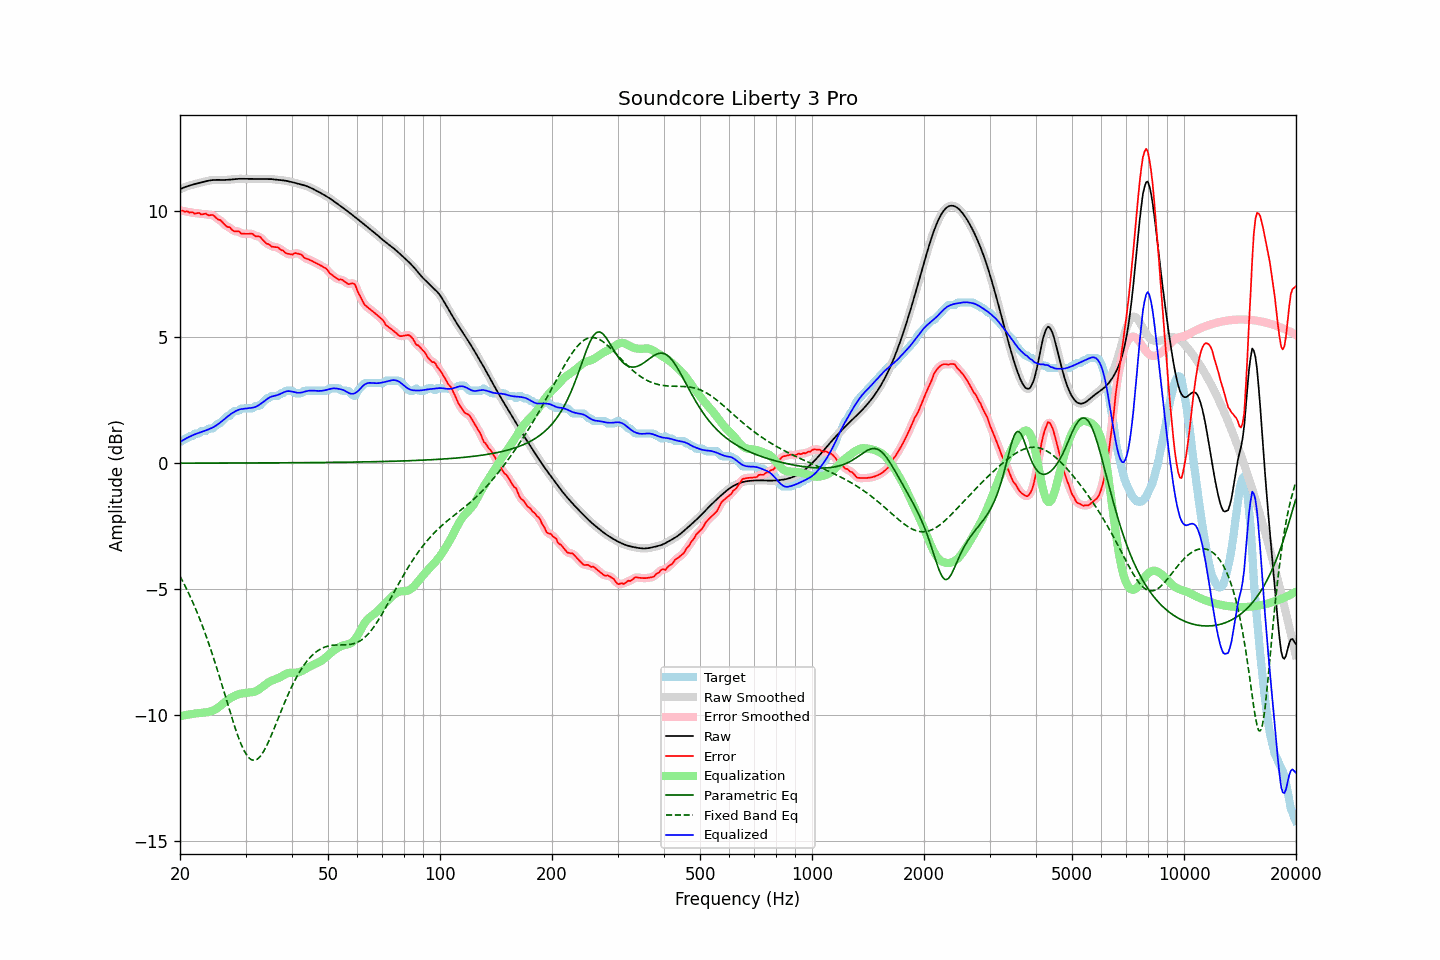 Soundcore Liberty 3 Pro
Amplitude (dBr)
10
5
0
−5
−10
−15
Target
Raw Smoothed
Error Smoothed
Raw
Error
Equalization
Parametric Eq
Fixed Band Eq
Equalized
20 50 100 200 500 1000 2000 5000 10000 20000
Frequency (Hz)